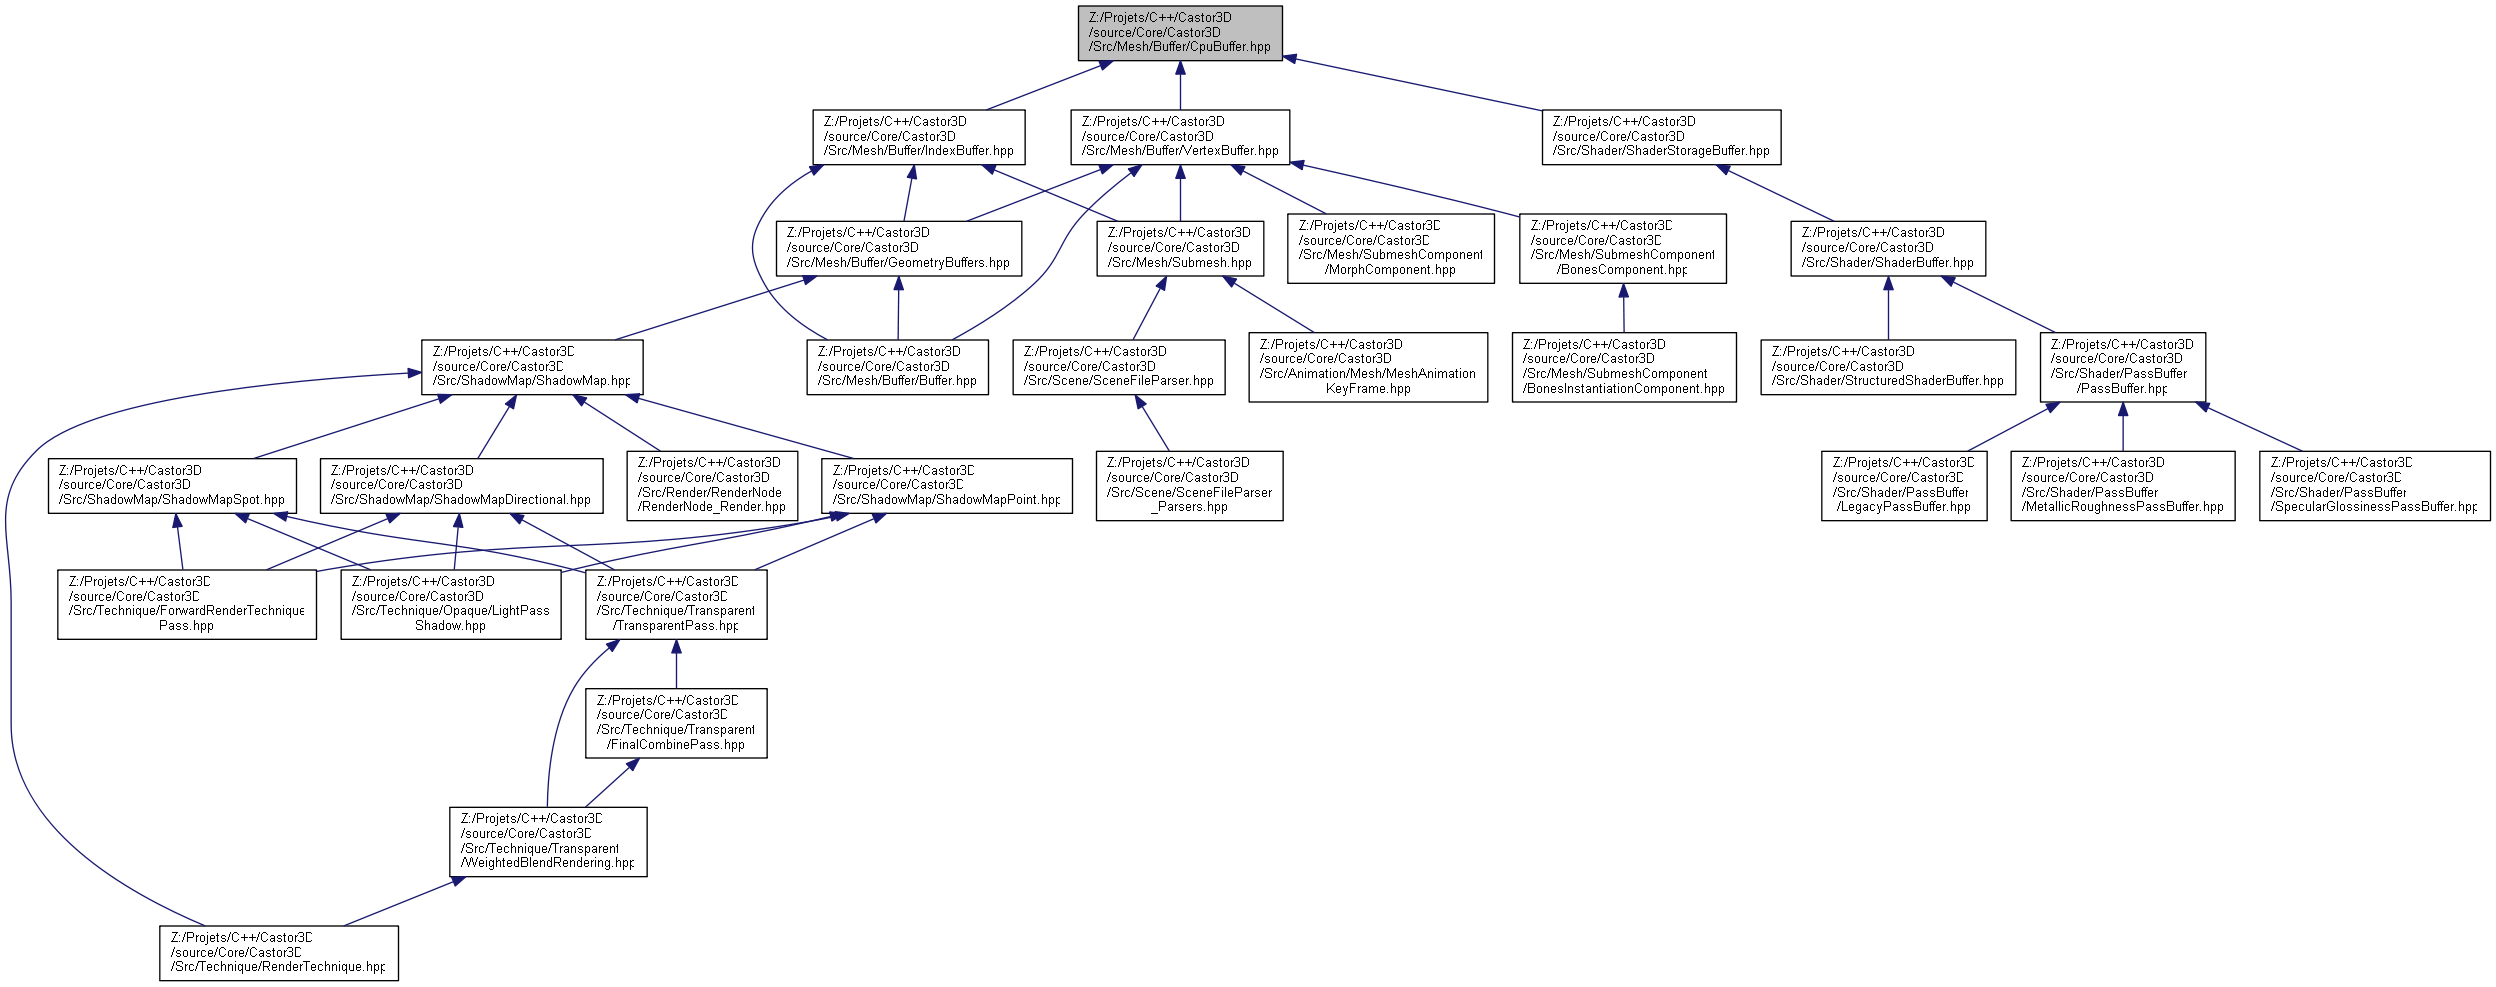 Z:/Projets/C++/Castor3D
/source/Core/Castor3D
/Src/Mesh/Buffer/CpuBuffer.hpp
Z:/Projets/C++/Castor3D
/source/Core/Castor3D
/Src/Mesh/Buffer/IndexBuffer.hpp
Z:/Projets/C++/Castor3D
/source/Core/Castor3D
/Src/Mesh/Buffer/VertexBuffer.hpp
Z:/Projets/C++/Castor3D
/source/Core/Castor3D
/Src/Shader/ShaderStorageBuffer.hpp
Z:/Projets/C++/Castor3D
/source/Core/Castor3D
/Src/Mesh/Buffer/GeometryBuffers.hpp
Z:/Projets/C++/Castor3D
/source/Core/Castor3D
/Src/Mesh/Submesh.hpp
Z:/Projets/C++/Castor3D
/source/Core/Castor3D
/Src/Mesh/SubmeshComponent
/MorphComponent.hpp
Z:/Projets/C++/Castor3D
/source/Core/Castor3D
/Src/Mesh/SubmeshComponent
/BonesComponent.hpp
Z:/Projets/C++/Castor3D
/source/Core/Castor3D
/Src/Shader/ShaderBuffer.hpp
Z:/Projets/C++/Castor3D
/source/Core/Castor3D
/Src/ShadowMap/ShadowMap.hpp
Z:/Projets/C++/Castor3D
/source/Core/Castor3D
/Src/Mesh/Buffer/Buffer.hpp
Z:/Projets/C++/Castor3D
/source/Core/Castor3D
/Src/Scene/SceneFileParser.hpp
Z:/Projets/C++/Castor3D
/source/Core/Castor3D
/Src/Animation/Mesh/MeshAnimation
KeyFrame.hpp
Z:/Projets/C++/Castor3D
/source/Core/Castor3D
/Src/Mesh/SubmeshComponent
/BonesInstantiationComponent.hpp
Z:/Projets/C++/Castor3D
/source/Core/Castor3D
/Src/Shader/StructuredShaderBuffer.hpp
Z:/Projets/C++/Castor3D
/source/Core/Castor3D
/Src/Shader/PassBuffer
/PassBuffer.hpp
Z:/Projets/C++/Castor3D
/source/Core/Castor3D
/Src/ShadowMap/ShadowMapSpot.hpp
Z:/Projets/C++/Castor3D
/source/Core/Castor3D
/Src/ShadowMap/ShadowMapDirectional.hpp
Z:/Projets/C++/Castor3D
/source/Core/Castor3D
/Src/Render/RenderNode
/RenderNode_Render.hpp
Z:/Projets/C++/Castor3D
/source/Core/Castor3D
/Src/ShadowMap/ShadowMapPoint.hpp
Z:/Projets/C++/Castor3D
/source/Core/Castor3D
/Src/Scene/SceneFileParser
_Parsers.hpp
Z:/Projets/C++/Castor3D
/source/Core/Castor3D
/Src/Shader/PassBuffer
/LegacyPassBuffer.hpp
Z:/Projets/C++/Castor3D
/source/Core/Castor3D
/Src/Shader/PassBuffer
/MetallicRoughnessPassBuffer.hpp
Z:/Projets/C++/Castor3D
/source/Core/Castor3D
/Src/Shader/PassBuffer
/SpecularGlossinessPassBuffer.hpp
Z:/Projets/C++/Castor3D
/source/Core/Castor3D
/Src/Technique/ForwardRenderTechnique
Pass.hpp
Z:/Projets/C++/Castor3D
/source/Core/Castor3D
/Src/Technique/Opaque/LightPass
Shadow.hpp
Z:/Projets/C++/Castor3D
/source/Core/Castor3D
/Src/Technique/Transparent
/TransparentPass.hpp
Z:/Projets/C++/Castor3D
/source/Core/Castor3D
/Src/Technique/Transparent
/FinalCombinePass.hpp
Z:/Projets/C++/Castor3D
/source/Core/Castor3D
/Src/Technique/Transparent
/WeightedBlendRendering.hpp
Z:/Projets/C++/Castor3D
/source/Core/Castor3D
/Src/Technique/RenderTechnique.hpp